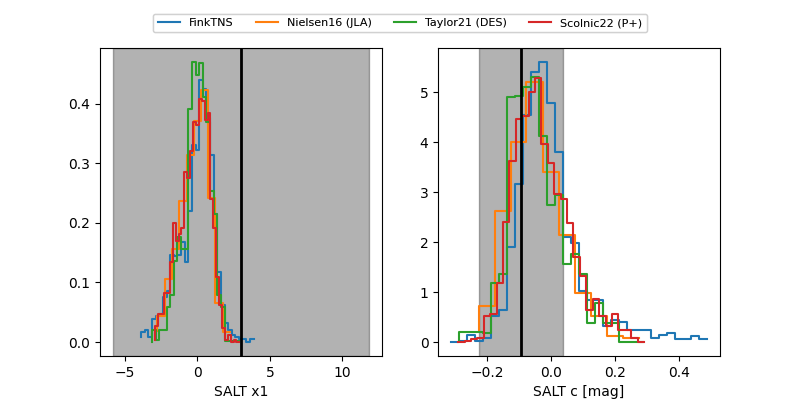 FinkTNS Nielsen16 (JLA) Taylor21 (DES) Scolnic22 (P+)
0.4
0.3
0.2
0.1
0.0
−5 0 5 10
SALT x1
5
4
3
2
1
0
−0.2 0.0 0.2 0.4
SALT c [mag]